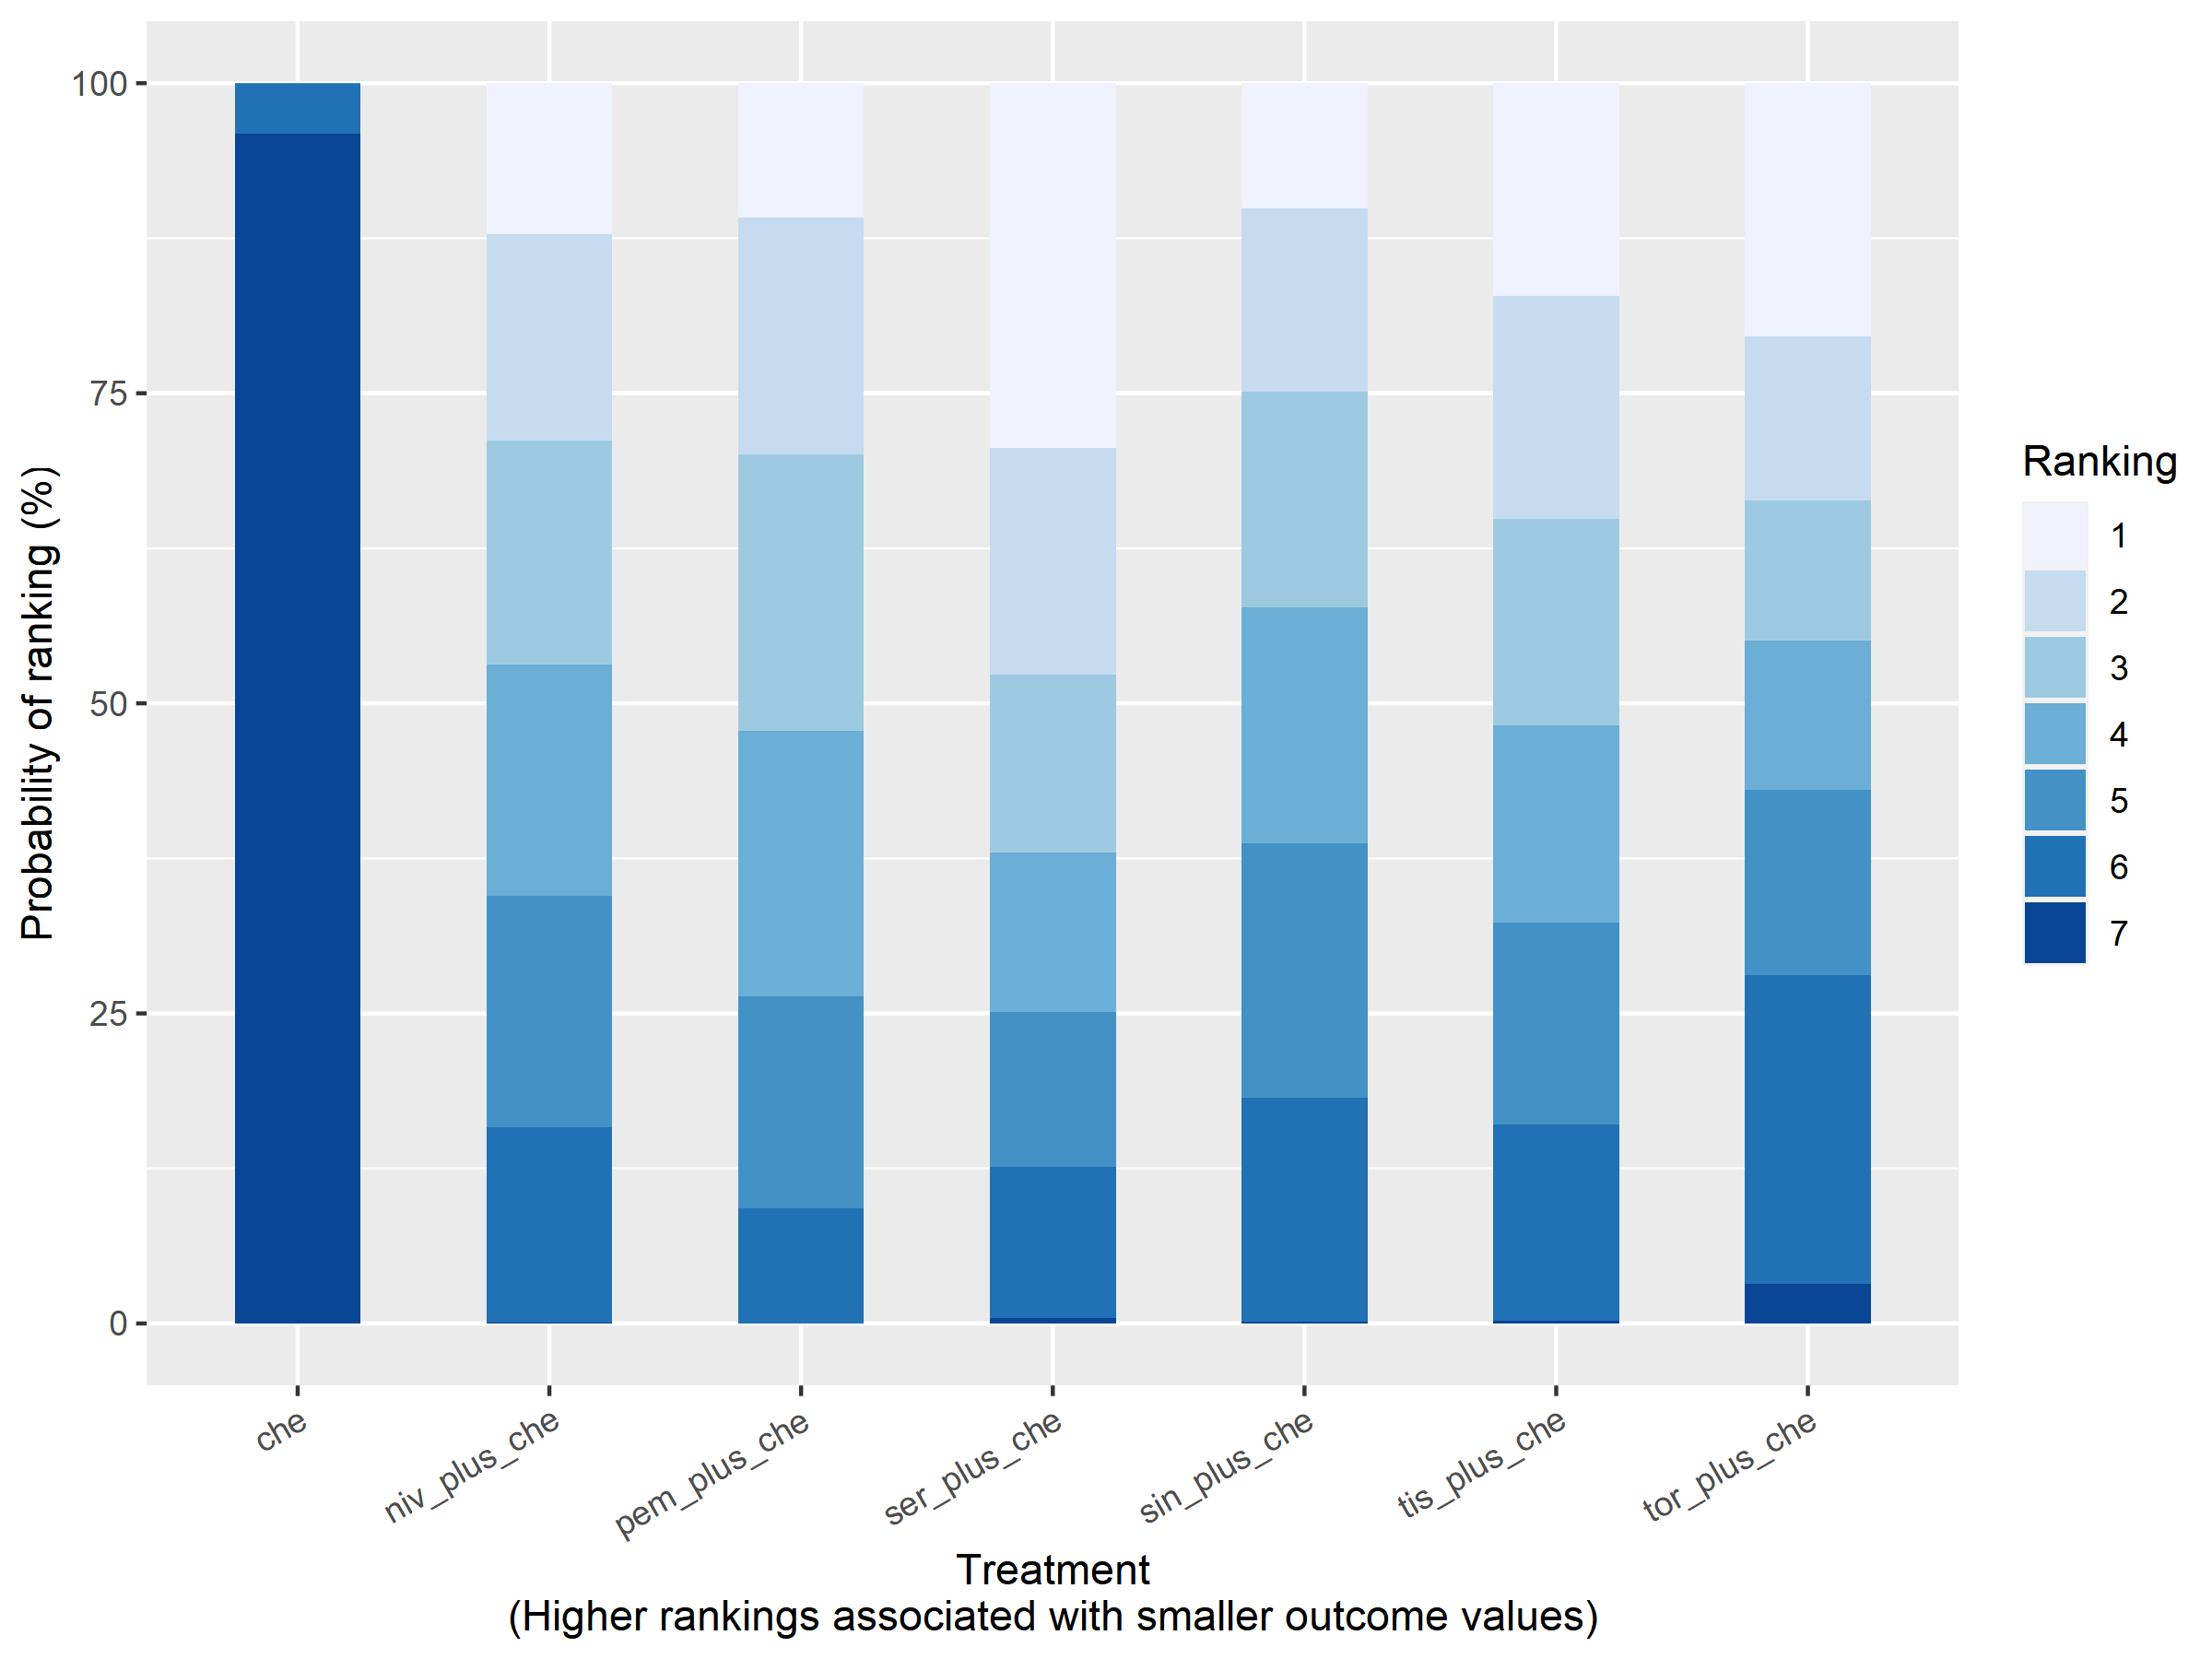 100
75
50
25
0
Probability of ranking (%)
che
niv_plus_che
pem_plus_che
ser_plus_che
sin_plus_che
tis_plus_che
tor_plus_che
Treatment
(Higher rankings associated with smaller outcome values)
Ranking
1
2
3
4
5
6
7